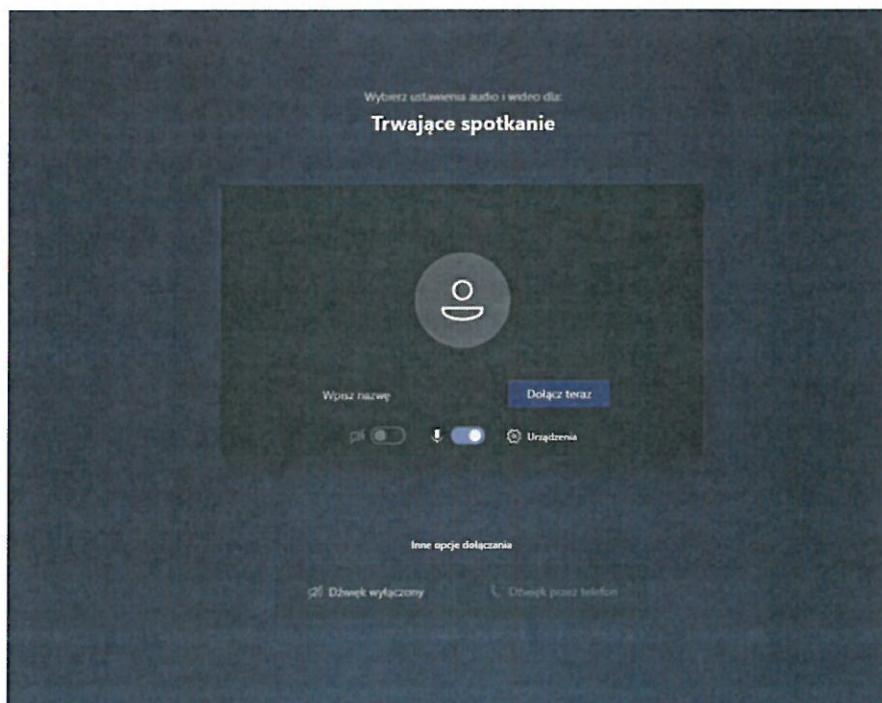 Wybierz ustawienia audio i wideo dla:
Trwające spotkanie
Wpisz nazwę
Dołącz teraz
Urządzenia
Inne opcje dołączania
Dźwięk wyłączony
Dźwięk przez telefon